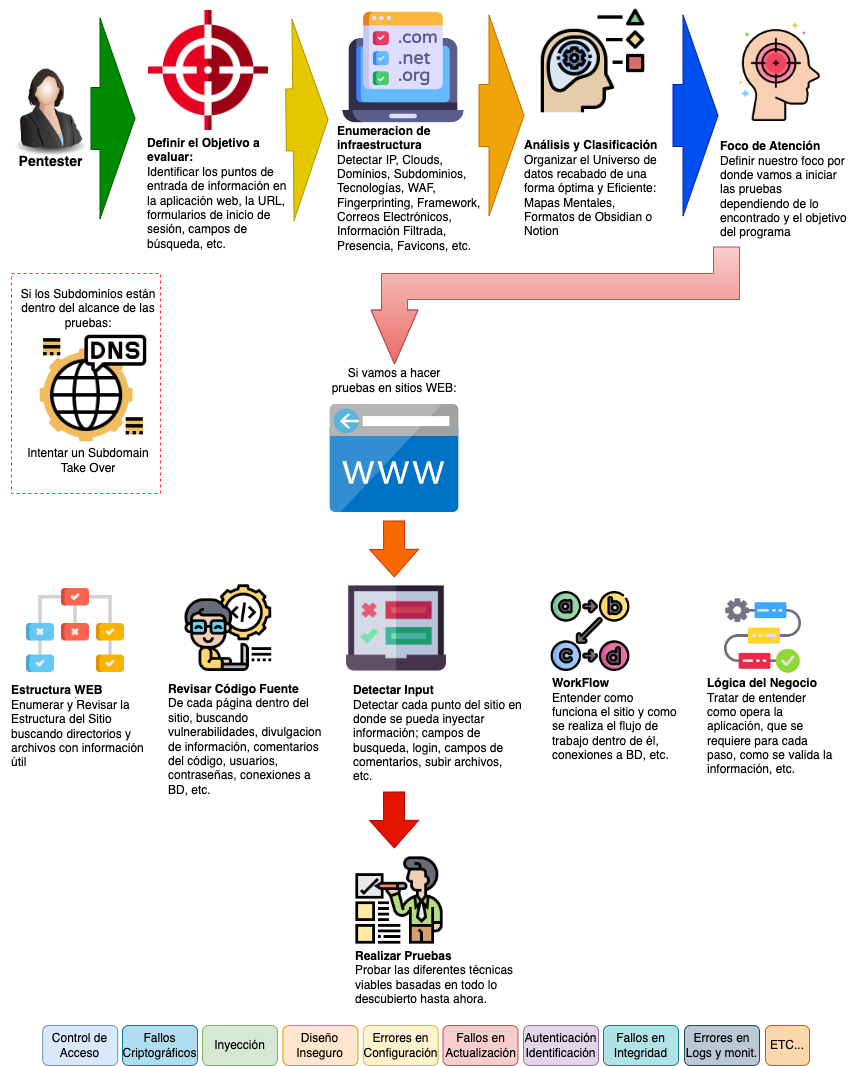 Pentester
Definir el Objetivo a
evaluar:
Identificar los puntos de
entrada de información en
la aplicación web, la URL,
formularios de inicio de
sesión, campos de
búsqueda, etc.
.com
.net
.org
Enumeracion de
infraestructura
Detectar IP, Clouds,
Dominios, Subdominios,
Tecnologías, WAF,
Fingerprinting, Framework,
Correos Electrónicos,
Información Filtrada,
Presencia, Favicons, etc.
Análisis y Clasificación
Organizar el Universo de
datos recabado de una
forma óptima y Eficiente:
Mapas Mentales,
Formatos de Obsidian o
Notion
Foco de Atención
Definir nuestro foco por
donde vamos a iniciar
las pruebas
dependiendo de lo
encontrado y el objetivo
del programa
Si los Subdominios están
dentro del alcance de las
pruebas:
DNS
Intentar un Subdomain
Take Over
Si vamos a hacer
pruebas en sitios WEB:
WWW
Estructura WEB
Enumerar y Revisar la
Estructura del Sitio
buscando directorios y
archivos con información
útil
</>
Revisar Código Fuente
De cada página dentro del
sitio, buscando
vulnerabilidades, divulgacion
de información, comentarios
del código, usuarios,
contraseñas, conexiones a
BD, etc.
Detectar Input
Detectar cada punto del sitio en
donde se pueda inyectar
información; campos de
busqueda, login, campos de
comentarios, subir archivos,
etc.
a b
c d
WorkFlow
Entender como
funciona el sitio y como
se realiza el flujo de
trabajo dentro de él,
conexiones a BD, etc.
Lógica del Negocio
Tratar de entender
como opera la
aplicación, que se
requiere para cada
paso, como se valida la
información, etc.
Realizar Pruebas
Probar las diferentes técnicas
viables basadas en todo lo
descubierto hasta ahora.
Control de
Acceso
Fallos
Criptográficos
Inyección
Diseño
Inseguro
Errores en
Configuración
Fallos en
Actualización
Autenticación
Identificación
Fallos en
Integridad
Errores en
Logs y monit.
ETC...